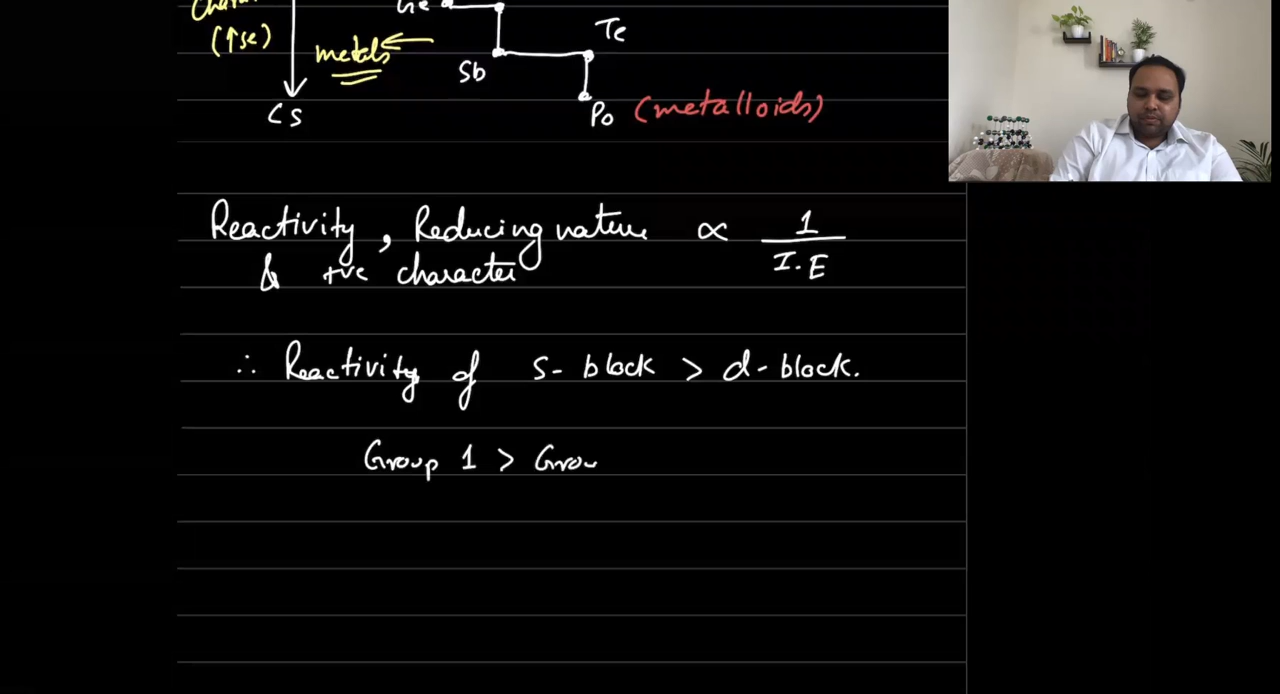 (↑se)
metals
Te
Sb
Cs
Po (metalloids)
Reactivity, Reducing nature ∝ 1 / I.E
& +ve character
∴ Reactivity of s-block > d-block.
Group 1 > Grou